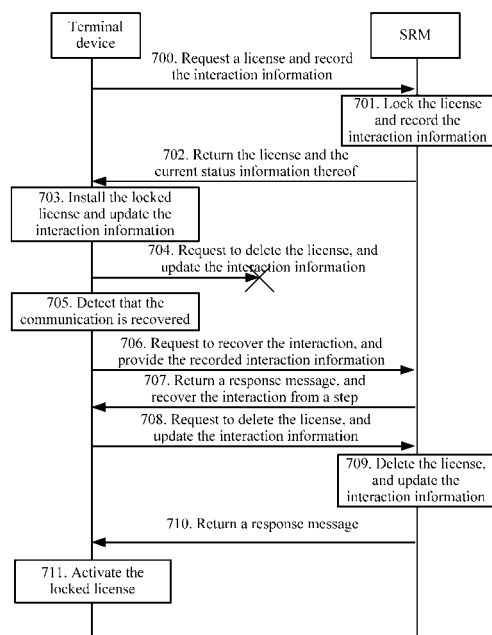 Terminal
device
SRM
700. Request a license and record
the interaction information
701. Lock the license
and record the
interaction information
702. Return the license and the
current status information thereof
703. Install the locked
license and update the
interaction information
704. Request to delete the license, and
update the interaction information
705. Detect that the
communication is recovered
706. Request to recover the interaction, and
provide the recorded interaction information
707. Return a response message, and
recover the interaction from a step
708. Request to delete the license, and
update the interaction information
709. Delete the license,
and update the
interaction information
710. Return a response message
711. Activate the
locked license